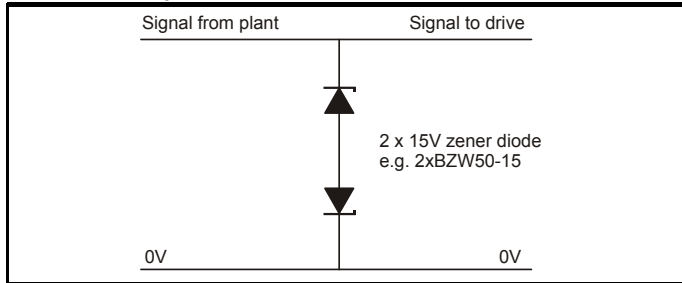 Signal from plant Signal to drive
2 x 15V zener diode
e.g. 2xBZW50-15
0V 0V